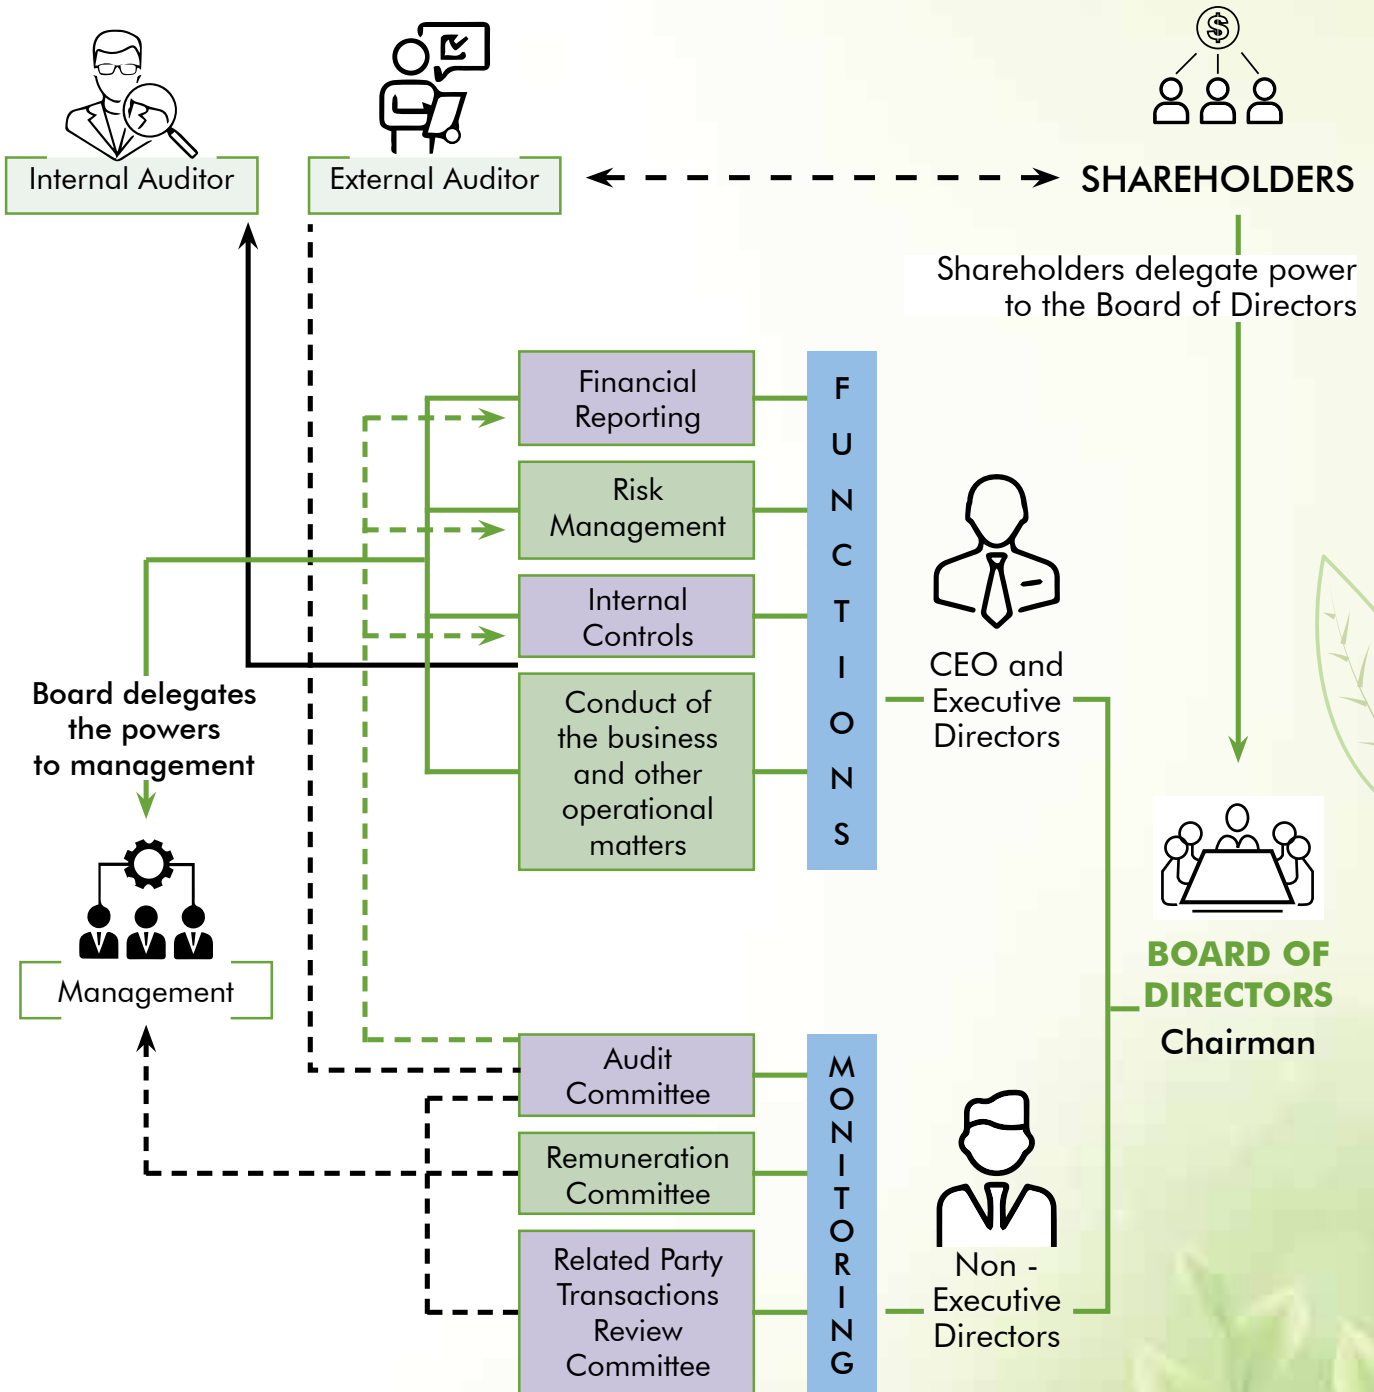 Internal Auditor
External Auditor
$
SHAREHOLDERS
Shareholders delegate power
to the Board of Directors
Financial
Reporting
Risk
Management
Internal
Controls
Conduct of
the business
and other
operational
matters
FUNCTIONS
CEO and
Executive
Directors
Board delegates
the powers
to management
Management
BOARD OF
DIRECTORS
Chairman
Audit
Committee
Remuneration
Committee
Related Party
Transactions
Review
Committee
MONITORING
Non -
Executive
Directors